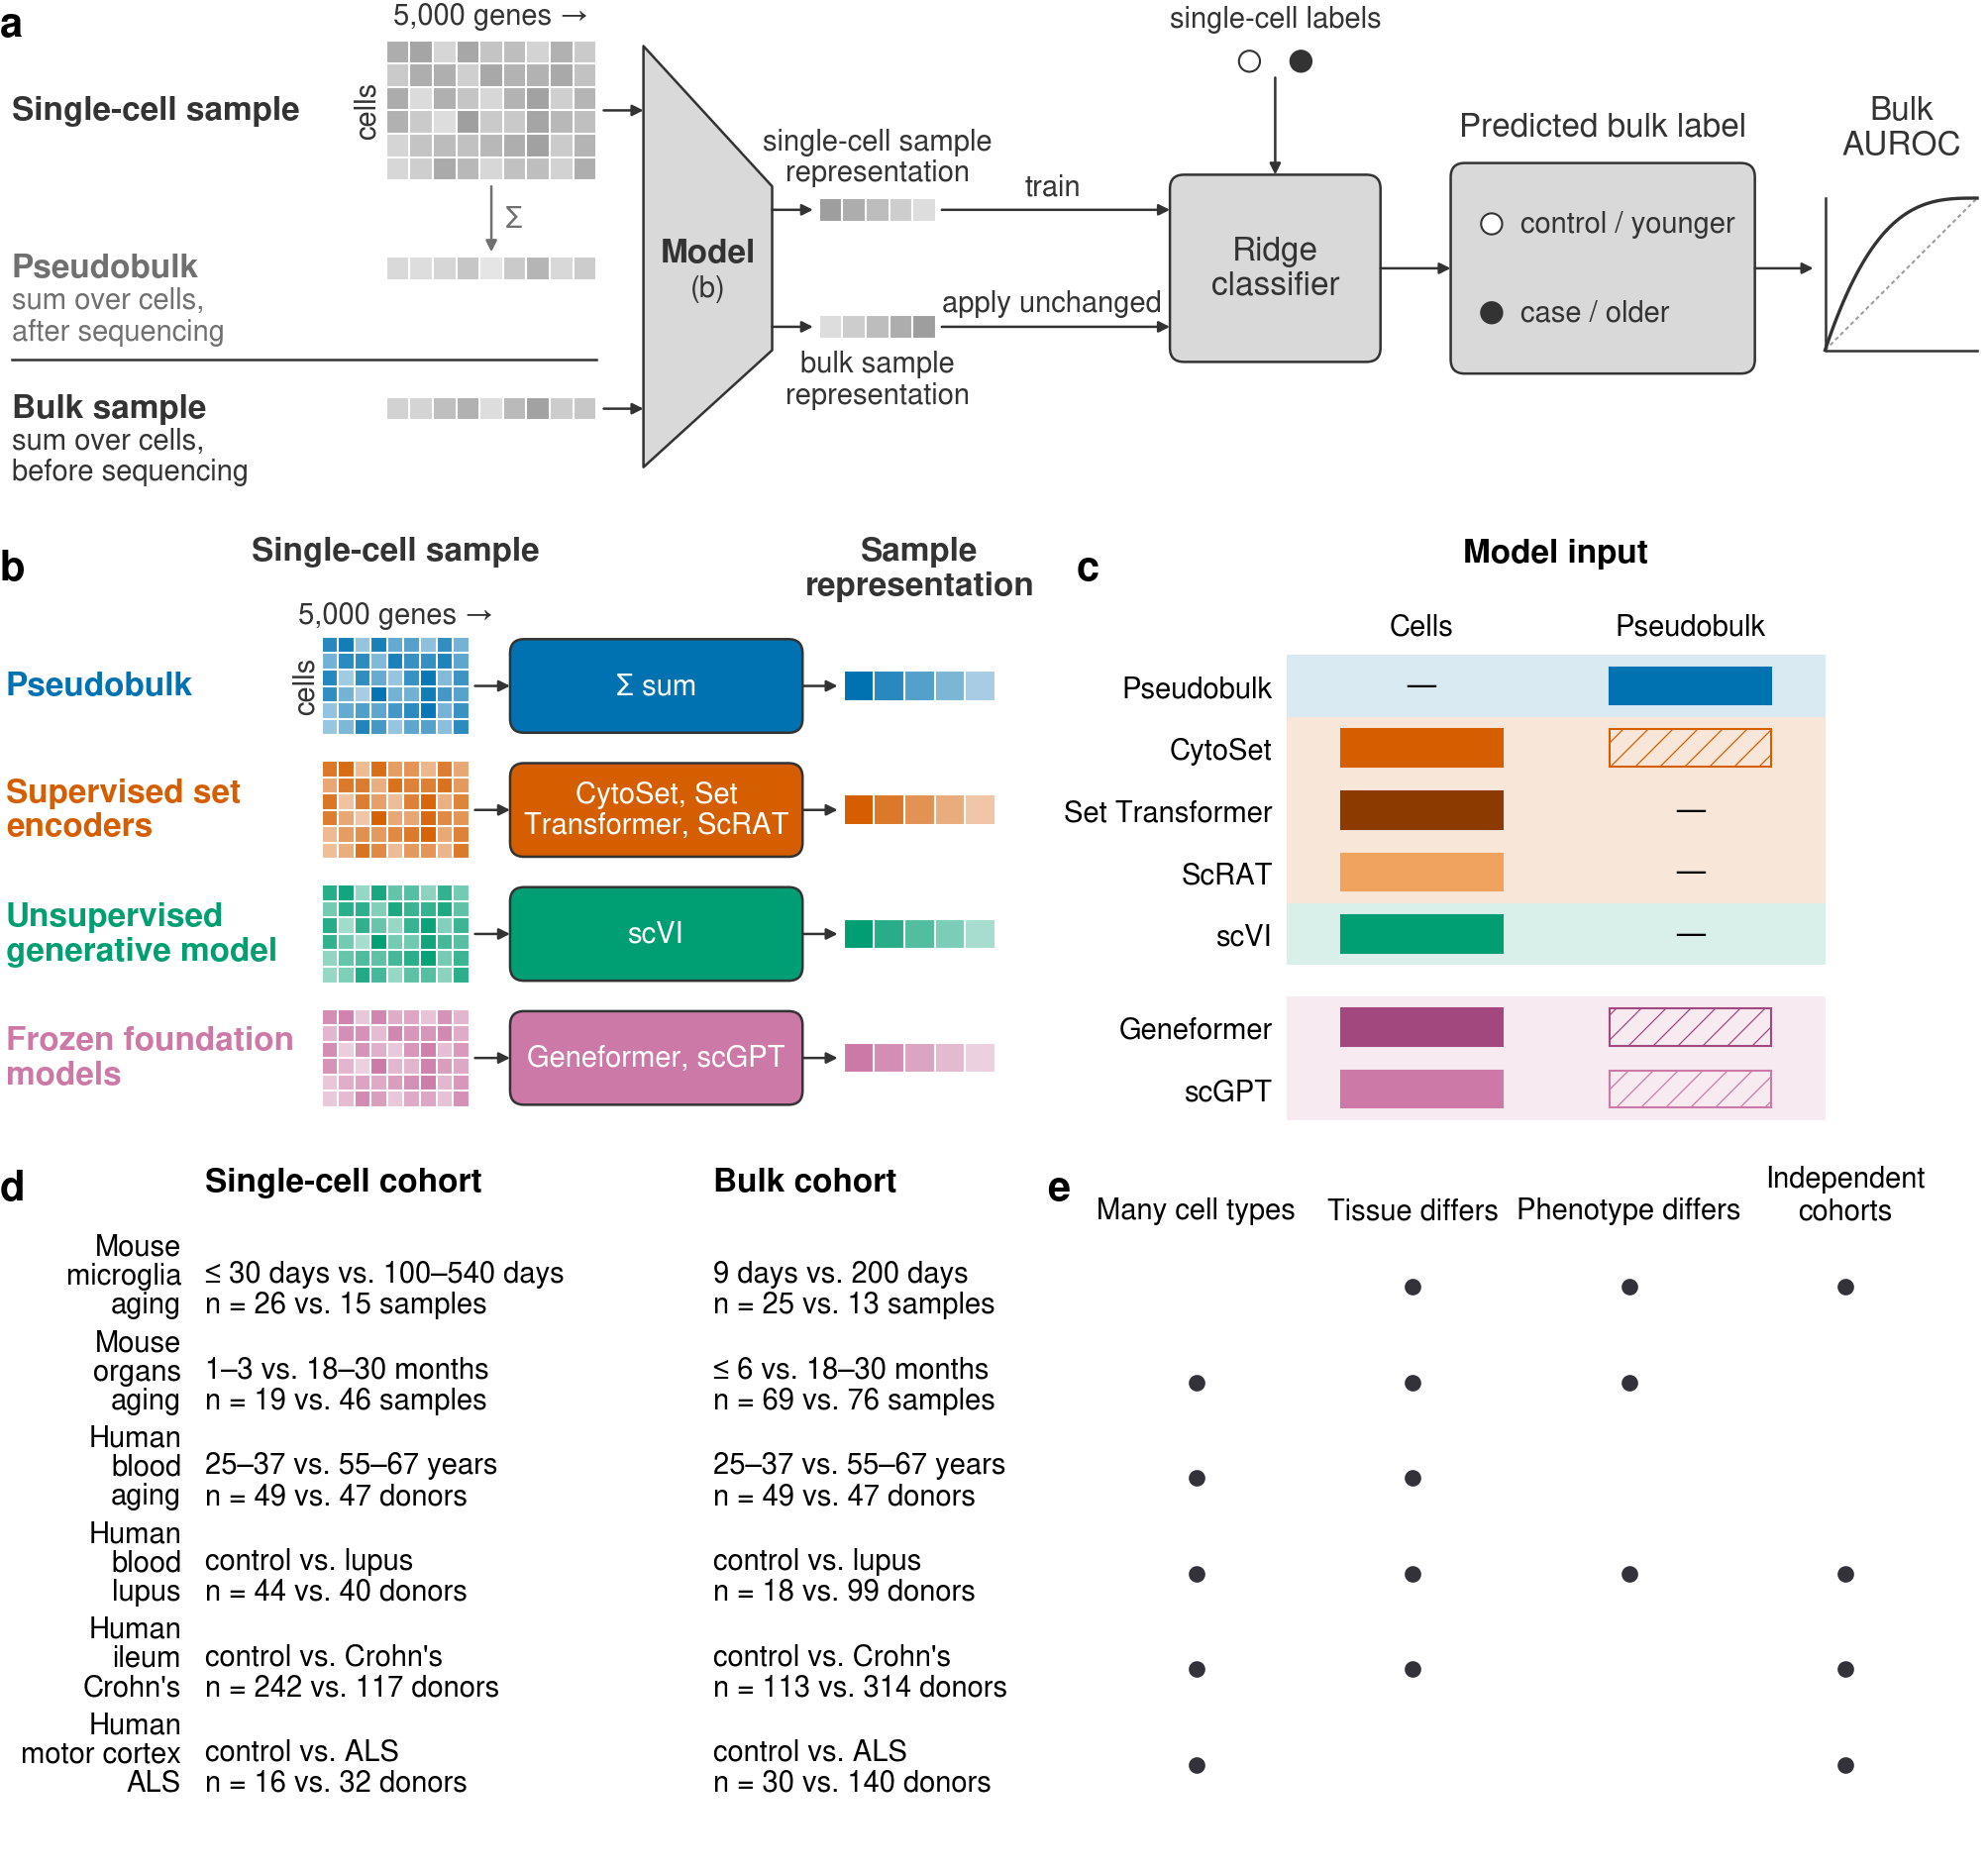 a
5,000 genes →
cells
Single-cell sample
Σ
Pseudobulk
sum over cells,
after sequencing
Bulk sample
sum over cells,
before sequencing
Model
(b)
single-cell sample
representation
bulk sample
representation
train
apply unchanged
single-cell labels
Ridge
classifier
Predicted bulk label
control / younger
case / older
Bulk
AUROC
b
Single-cell sample
Sample
representation
5,000 genes →
cells
Pseudobulk
Σ sum
Supervised set
encoders
CytoSet, Set
Transformer, ScRAT
Unsupervised
generative model
scVI
Frozen foundation
models
Geneformer, scGPT
c
Model input
Cells
Pseudobulk
Pseudobulk —
CytoSet
Set Transformer —
ScRAT —
scVI —
Geneformer
scGPT
d
Single-cell cohort
Bulk cohort
Mouse
microglia
aging
≤ 30 days vs. 100–540 days
n = 26 vs. 15 samples
9 days vs. 200 days
n = 25 vs. 13 samples
Mouse
organs
aging
1–3 vs. 18–30 months
n = 19 vs. 46 samples
≤ 6 vs. 18–30 months
n = 69 vs. 76 samples
Human
blood
aging
25–37 vs. 55–67 years
n = 49 vs. 47 donors
25–37 vs. 55–67 years
n = 49 vs. 47 donors
Human
blood
lupus
control vs. lupus
n = 44 vs. 40 donors
control vs. lupus
n = 18 vs. 99 donors
Human
ileum
Crohn's
control vs. Crohn's
n = 242 vs. 117 donors
control vs. Crohn's
n = 113 vs. 314 donors
Human
motor cortex
ALS
control vs. ALS
n = 16 vs. 32 donors
control vs. ALS
n = 30 vs. 140 donors
e
Many cell types
Tissue differs
Phenotype differs
Independent
cohorts